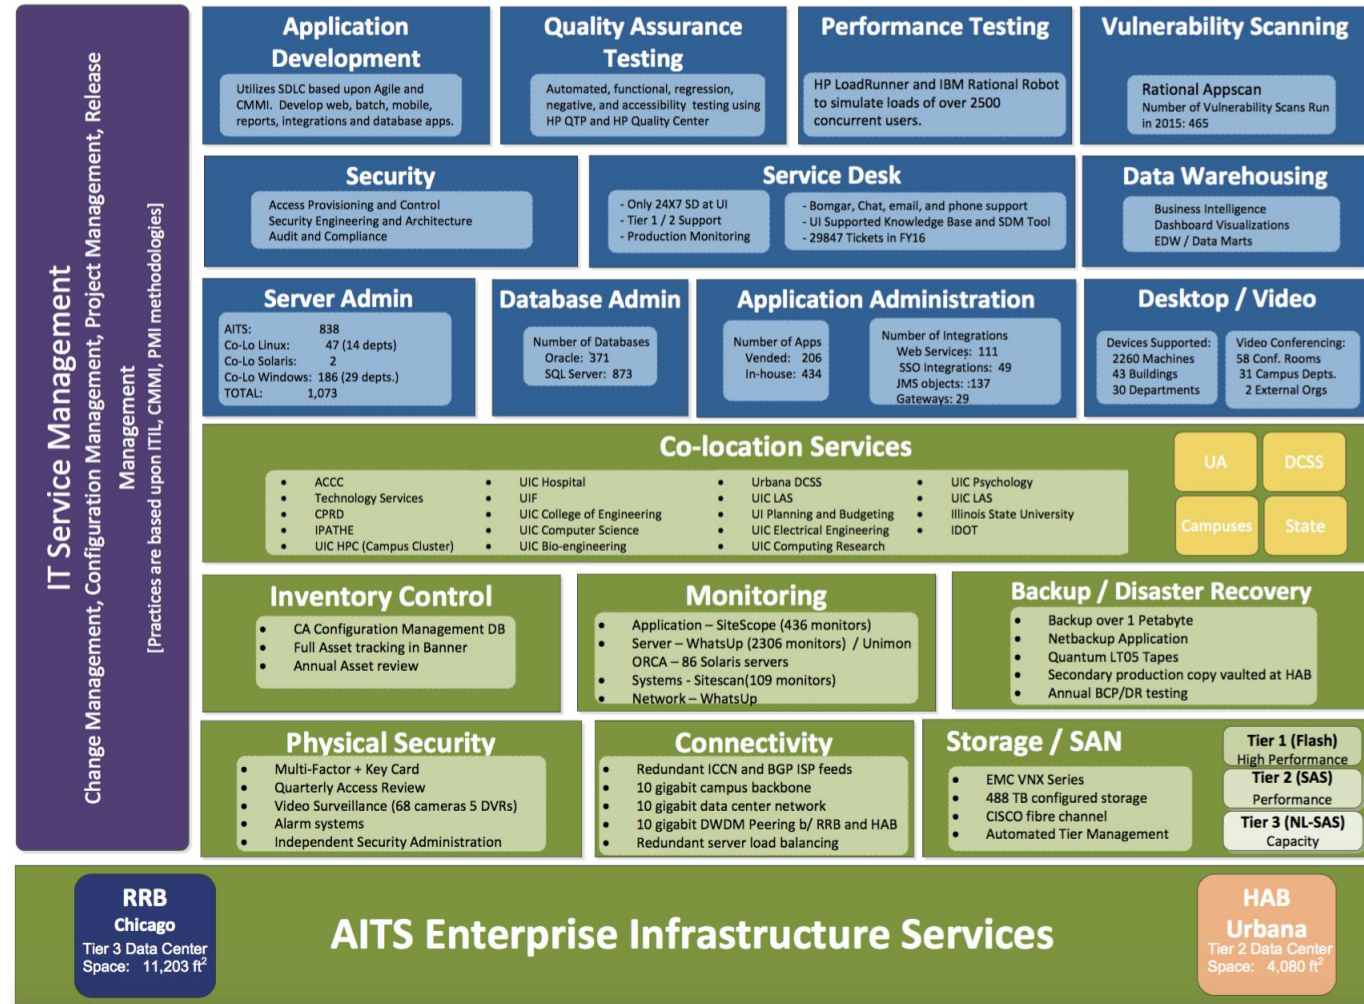 IT Service Management
Change Management, Configuration Management, Project Management, Release
Management
[Practices are based upon ITIL, CMMI, PMI methodologies]
Application
Development
Utilizes SDLC based upon Agile and
CMMI. Develop web, batch, mobile,
reports, integrations and database apps.
Quality Assurance
Testing
Automated, functional, regression,
negative, and accessibility testing using
HP QTP and HP Quality Center
Performance Testing
HP LoadRunner and IBM Rational Robot
to simulate loads of over 2500
concurrent users.
Vulnerability Scanning
Rational Appscan
Number of Vulnerability Scans Run
in 2015: 465
Security
Access Provisioning and Control
Security Engineering and Architecture
Audit and Compliance
Service Desk
- Only 24X7 SD at UI
- Tier 1 / 2 Support
- Production Monitoring
- Bomgar, Chat, email, and phone support
- UI Supported Knowledge Base and SDM Tool
- 29847 Tickets in FY16
Data Warehousing
Business Intelligence
Dashboard Visualizations
EDW / Data Marts
Server Admin
AITS: 838
Co-Lo Linux: 47 (14 depts)
Co-Lo Solaris: 2
Co-Lo Windows: 186 (29 depts.)
TOTAL: 1,073
Database Admin
Number of Databases
Oracle: 371
SQL Server: 873
Application Administration
Number of Apps
Vended: 206
In-house: 434
Number of Integrations
Web Services: 111
SSO Integrations: 49
JMS objects: :137
Gateways: 29
Desktop / Video
Devices Supported:
2260 Machines
43 Buildings
30 Departments
Video Conferencing:
58 Conf. Rooms
31 Campus Depts.
2 External Orgs
Co-location Services
• ACCC
• Technology Services
• CPRD
• IPATHE
• UIC HPC (Campus Cluster)
• UIC Hospital
• UIF
• UIC College of Engineering
• UIC Computer Science
• UIC Bio-engineering
• Urbana DCSS
• UIC LAS
• UI Planning and Budgeting
• UIC Electrical Engineering
• UIC Computing Research
• UIC Psychology
• UIC LAS
• Illinois State University
• IDOT
UA
DCSS
Campuses
State
Inventory Control
• CA Configuration Management DB
• Full Asset tracking in Banner
• Annual Asset review
Monitoring
• Application – SiteScope (436 monitors)
• Server – WhatsUp (2306 monitors) / Unimon
ORCA – 86 Solaris servers
• Systems - Sitescan(109 monitors)
• Network – WhatsUp
Backup / Disaster Recovery
• Backup over 1 Petabyte
• Netbackup Application
• Quantum LT05 Tapes
• Secondary production copy vaulted at HAB
• Annual BCP/DR testing
Physical Security
• Multi-Factor + Key Card
• Quarterly Access Review
• Video Surveillance (68 cameras 5 DVRs)
• Alarm systems
• Independent Security Administration
Connectivity
• Redundant ICCN and BGP ISP feeds
• 10 gigabit campus backbone
• 10 gigabit data center network
• 10 gigabit DWDM Peering b/ RRB and HAB
• Redundant server load balancing
Storage / SAN
• EMC VNX Series
• 488 TB configured storage
• CISCO fibre channel
• Automated Tier Management
Tier 1 (Flash)
High Performance
Tier 2 (SAS)
Performance
Tier 3 (NL-SAS)
Capacity
RRB
Chicago
Tier 3 Data Center
Space: 11,203 ft²
AITS Enterprise Infrastructure Services
HAB
Urbana
Tier 2 Data Center
Space: 4,080 ft²